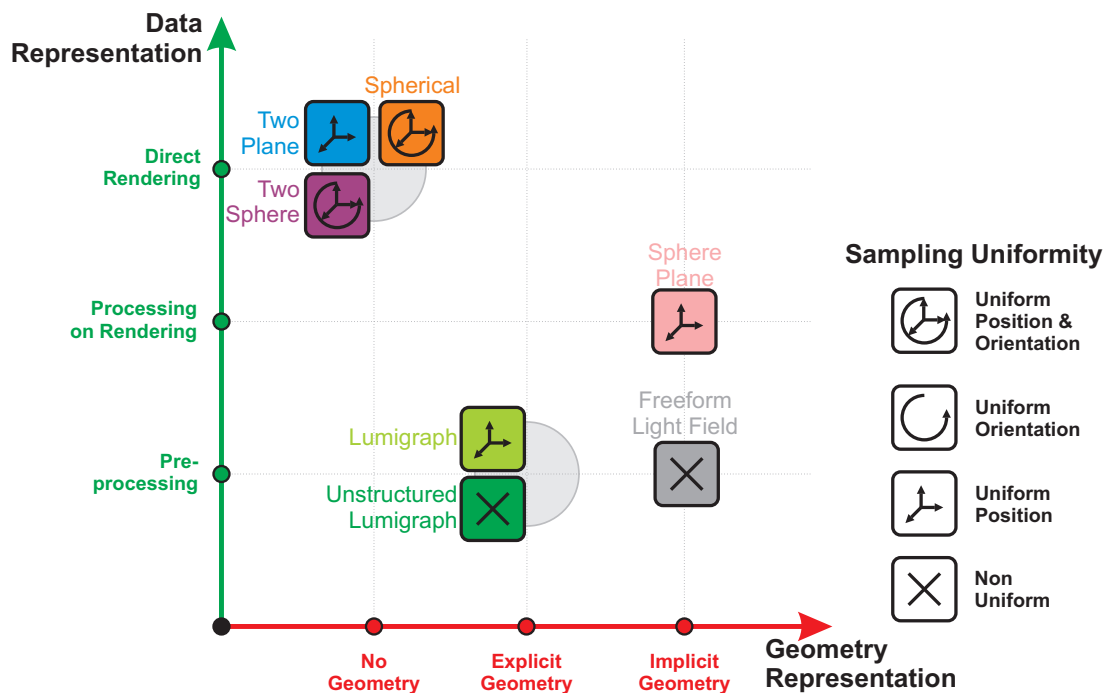 Data
Representation
Spherical
Two
Plane
Direct
Rendering
Two
Sphere
Sphere
Plane
Sampling Uniformity
Processing
on Rendering
Uniform
Position &
Orientation
Freeform
Light Field
Lumigraph
Uniform
Orientation
Pre-
processing
Unstructured
Lumigraph
Uniform
Position
Non
Uniform
No
Geometry
Explicit
Geometry
Implicit
Geometry
Geometry
Representation